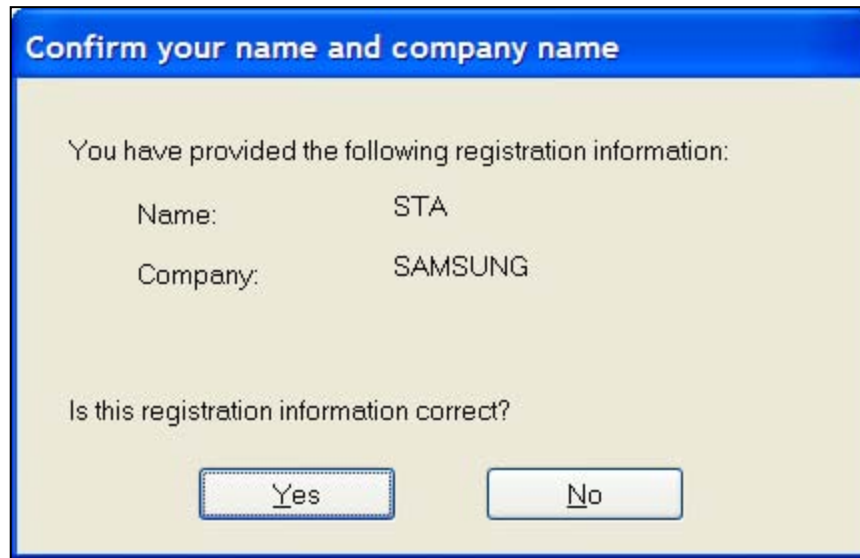 Confirm your name and company name
You have provided the following registration information:
Name: STA
Company: SAMSUNG
Is this registration information correct?
Yes No